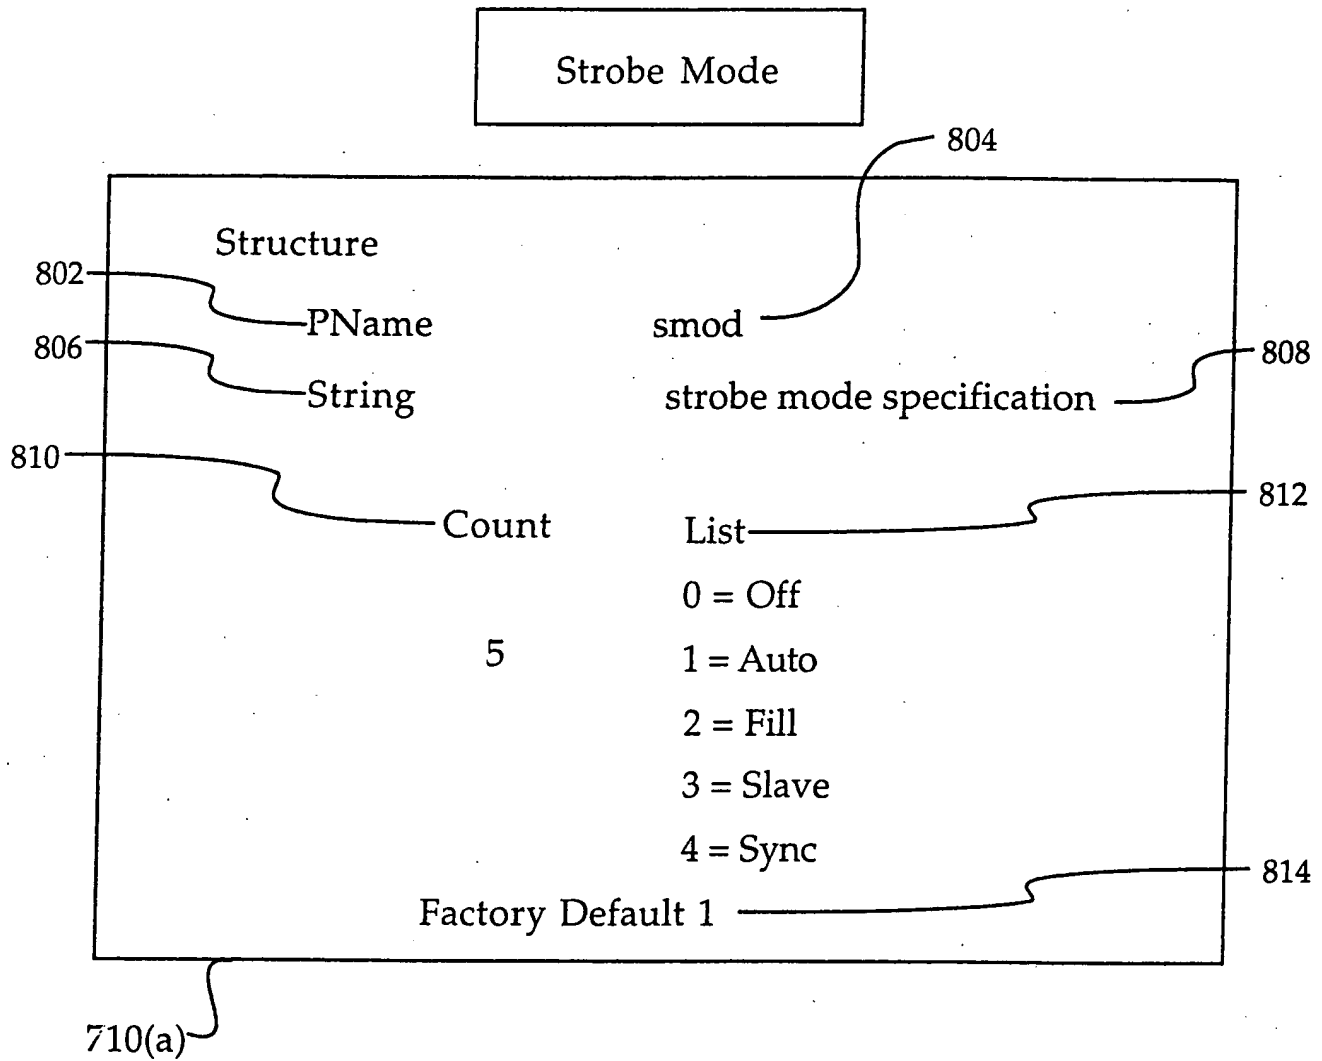 Strobe Mode
804
Structure
802
PName smod
806 808
String strobe mode specification
810
812
Count List
0 = Off
5 1 = Auto
2 = Fill
3 = Slave
4 = Sync
814
Factory Default 1
710(a)